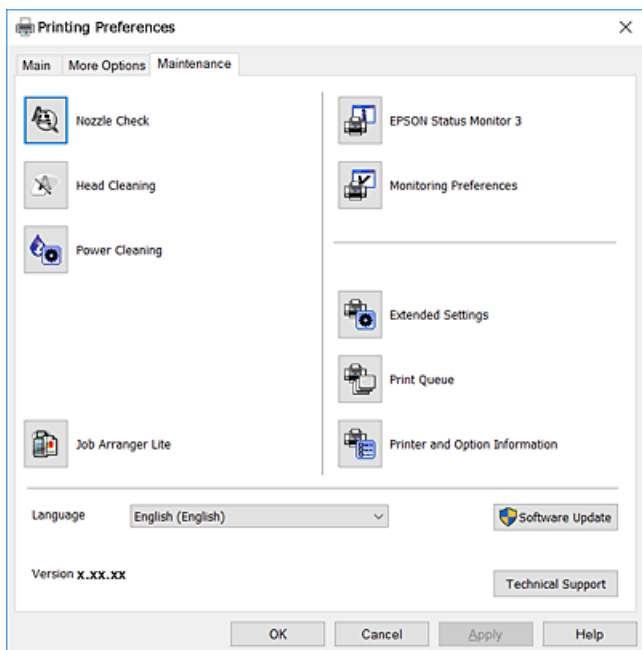 Printing Preferences
Main More Options Maintenance
Nozzle Check
Head Cleaning
Power Cleaning
Job Arranger Lite
EPSON Status Monitor 3
Monitoring Preferences
Extended Settings
Print Queue
Printer and Option Information
Language English (English) Software Update
Version x.xx.xx
Technical Support
OK Cancel Apply Help